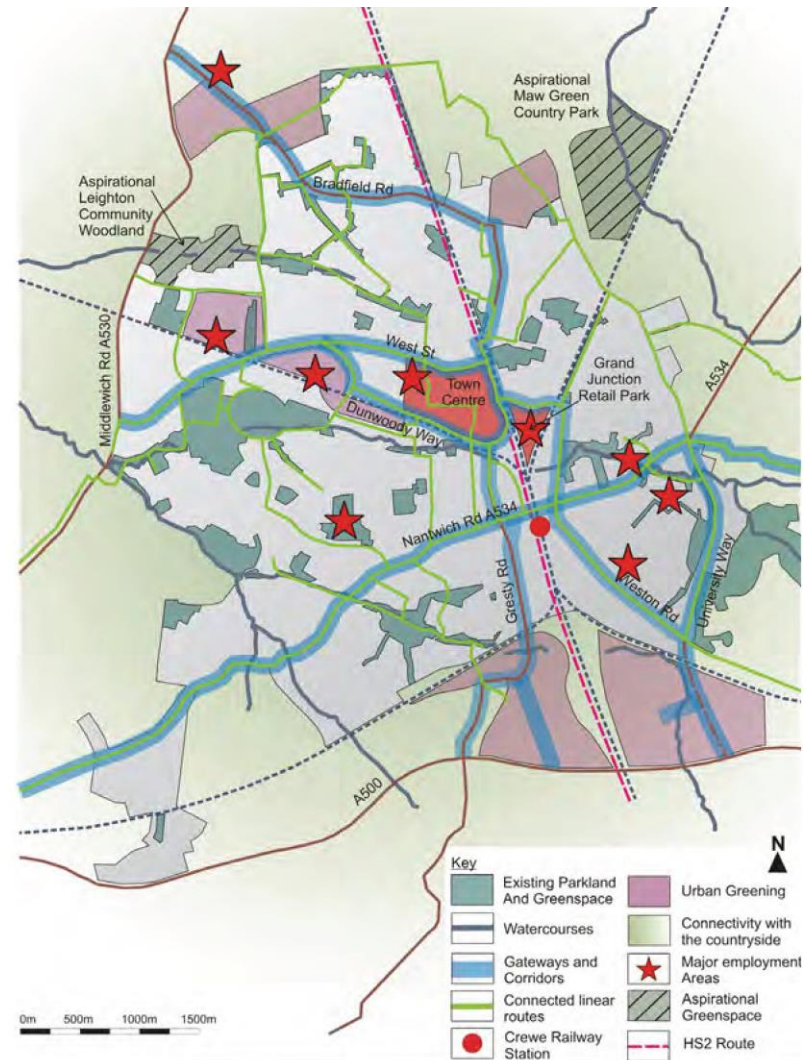 Aspirational
Maw Green
Country Park
Aspirational
Leighton
Community
Woodland
Bradfield Rd
Middlewich Rd A530
West St
Town
Centre
Grand
Junction
Retail Park
A534
Dunwoody Way
Nantwich Rd A534
Gresty Rd
Weston Rd
University Way
A500
N
Key
Existing Parkland
And Greenspace
Urban Greening
Watercourses
Connectivity with
the countryside
Gateways and
Corridors
Major employment
Areas
Connected linear
routes
Aspirational
Greenspace
Crewe Railway
Station
HS2 Route
0m 500m 1000m 1500m